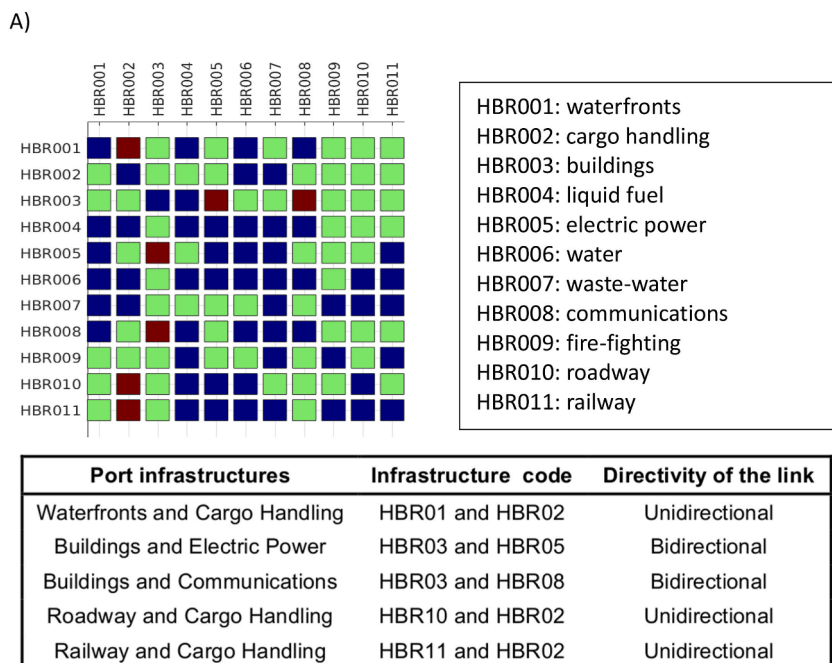 A)
HBR001 HBR002 HBR003 HBR004 HBR005 HBR006 HBR007 HBR008 HBR009 HBR010 HBR011
HBR001
HBR002
HBR003
HBR004
HBR005
HBR006
HBR007
HBR008
HBR009
HBR010
HBR011
HBR001: waterfronts
HBR002: cargo handling
HBR003: buildings
HBR004: liquid fuel
HBR005: electric power
HBR006: water
HBR007: waste-water
HBR008: communications
HBR009: fire-fighting
HBR010: roadway
HBR011: railway
Port infrastructures Infrastructure code Directivity of the link
Waterfronts and Cargo Handling HBR01 and HBR02 Unidirectional
Buildings and Electric Power HBR03 and HBR05 Bidirectional
Buildings and Communications HBR03 and HBR08 Bidirectional
Roadway and Cargo Handling HBR10 and HBR02 Unidirectional
Railway and Cargo Handling HBR11 and HBR02 Unidirectional